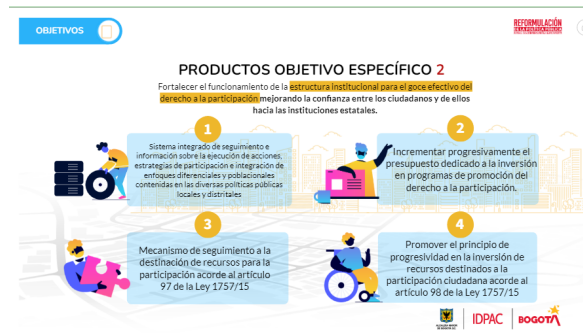 OBJETIVOS
REFORMULACIÓN
DE LA POLÍTICA PÚBLICA
PRODUCTOS OBJETIVO ESPECÍFICO 2
Fortalecer el funcionamiento de la estructura institucional para el goce efectivo del
derecho a la participación mejorando la confianza entre los ciudadanos y de ellos
hacia las instituciones estatales.
1
Sistema integrado de seguimiento e
información sobre la ejecución de acciones,
estrategias de participación e integración de
enfoques diferenciales y poblacionales
contenidas en las diversas políticas públicas
locales y distritales
2
Incrementar progresivamente el
presupuesto dedicado a la inversión
en programas de promoción del
derecho a la participación.
3
Mecanismo de seguimiento a la
destinación de recursos para la
participación acorde al artículo
97 de la Ley 1757/15
4
Promover el principio de
progresividad en la inversión de
recursos destinados a la
participación ciudadana acorde al
artículo 98 de la Ley 1757/15
IDPAC
BOGOTÁ